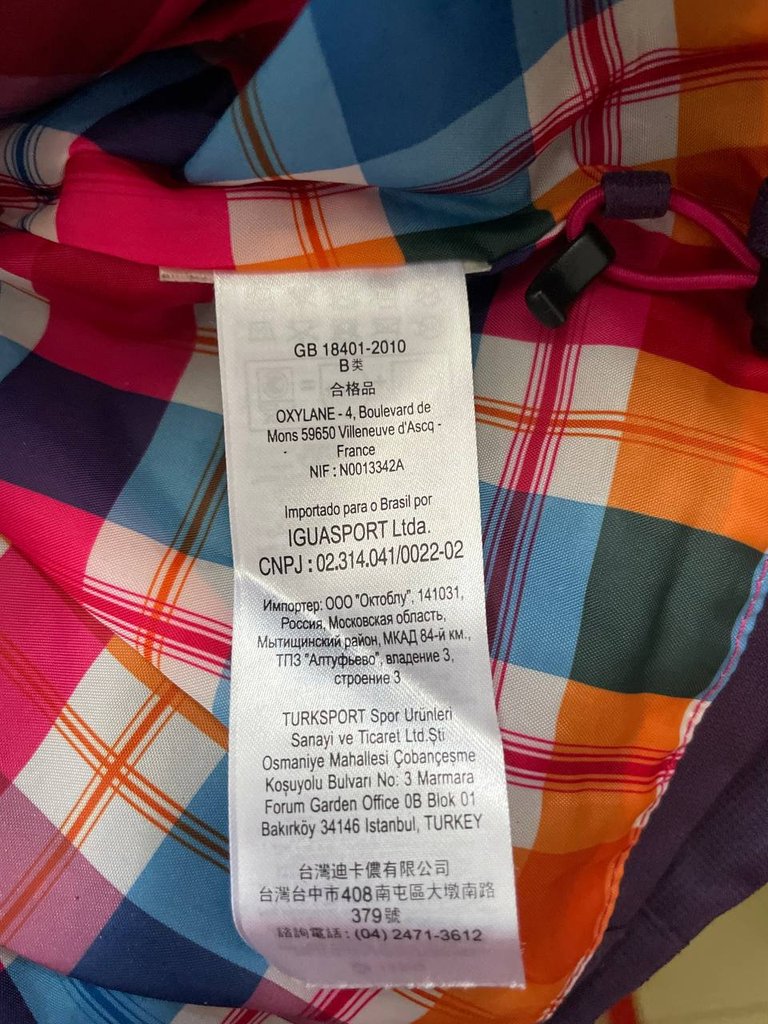 GB 18401-2010
B类
合格品
OXYLANE - 4, Boulevard de
Mons 59650 Villeneuve d'Ascq -
- France
NIF : N0013342A
Importado para o Brasil por
IGUASPORT Ltda.
CNPJ : 02.314.041/0022-02
Импортер: ООО "Октоблу", 141031,
Россия, Московская область,
Мытищинский район, МКАД 84-й км.,
ТПЗ "Алтуфьево", владение 3,
строение 3
TURKSPORT Spor Urünleri
Sanayi ve Ticaret Ltd.Şti
Osmaniye Mahallesi Çobançeşme
Koşuyolu Bulvarı No: 3 Marmara
Forum Garden Office 0B Blok 01
Bakırköy 34146 Istanbul, TURKEY
台灣迪卡儂有限公司
台灣台中市408南屯區大墩南路
379號
諮詢電話 : (04) 2471-3612